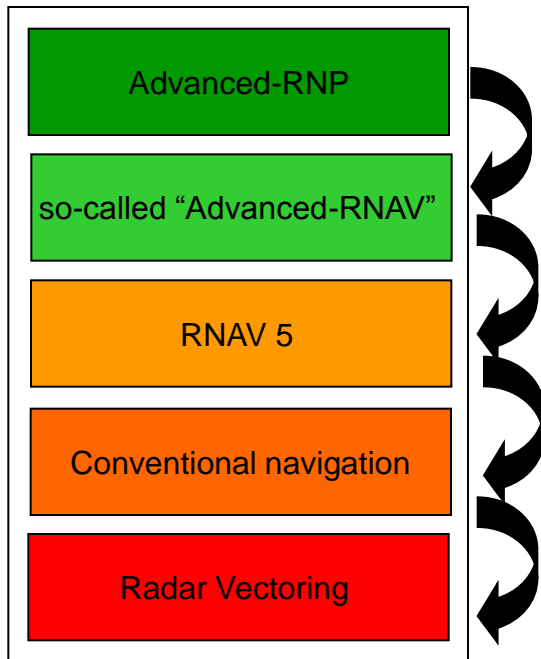 Advanced-RNP
so-called “Advanced-RNAV”
RNAV 5
Conventional navigation
Radar Vectoring